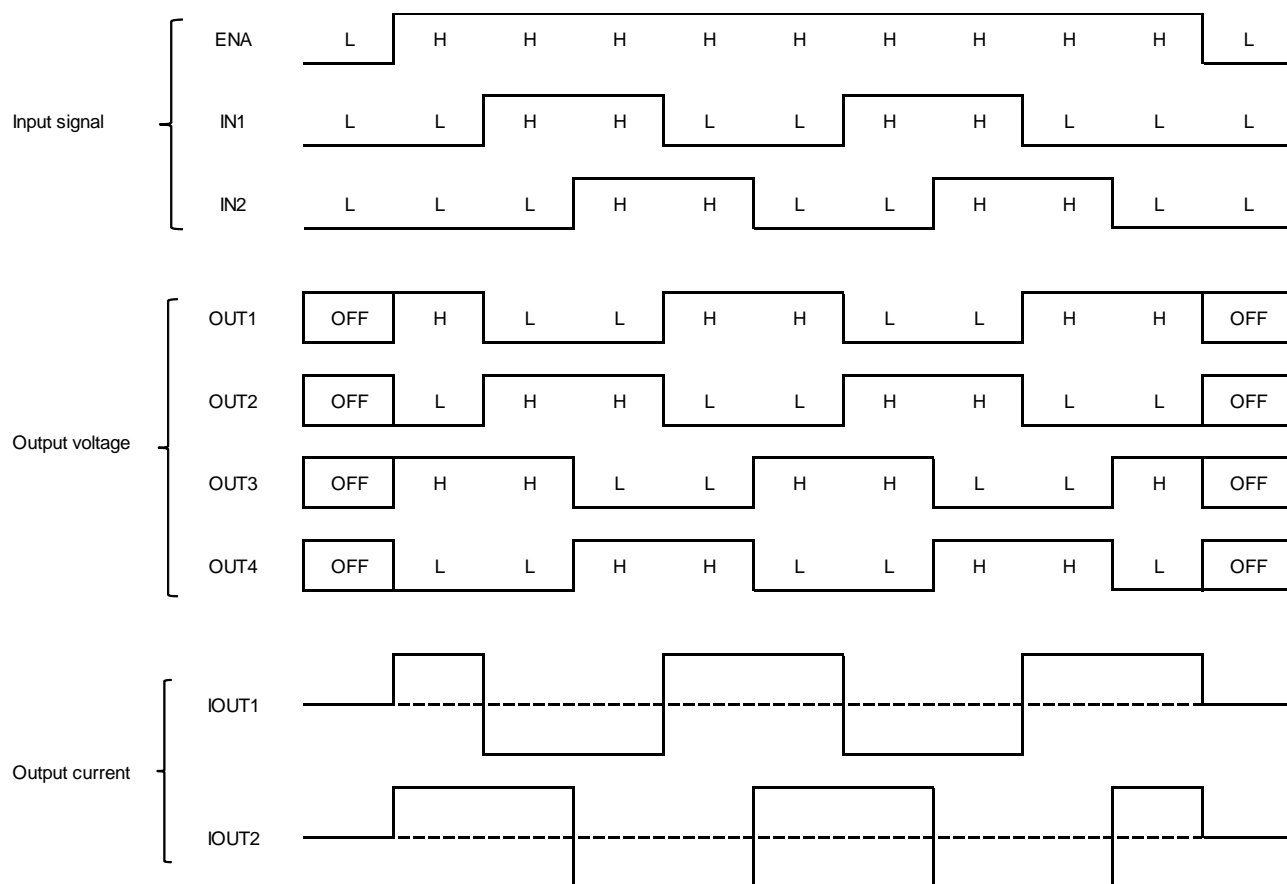 ENA L H H H H H H H H H L
Input signal IN1 L L H H L L H H L L L
IN2 L L L H H L L H H L L
OUT1 OFF H L L H H L L H H OFF
OUT2 OFF L H H L L H H L L OFF
Output voltage
OUT3 OFF H H L L H H L L H OFF
OUT4 OFF L L H H L L H H L OFF
IOUT1
Output current
IOUT2